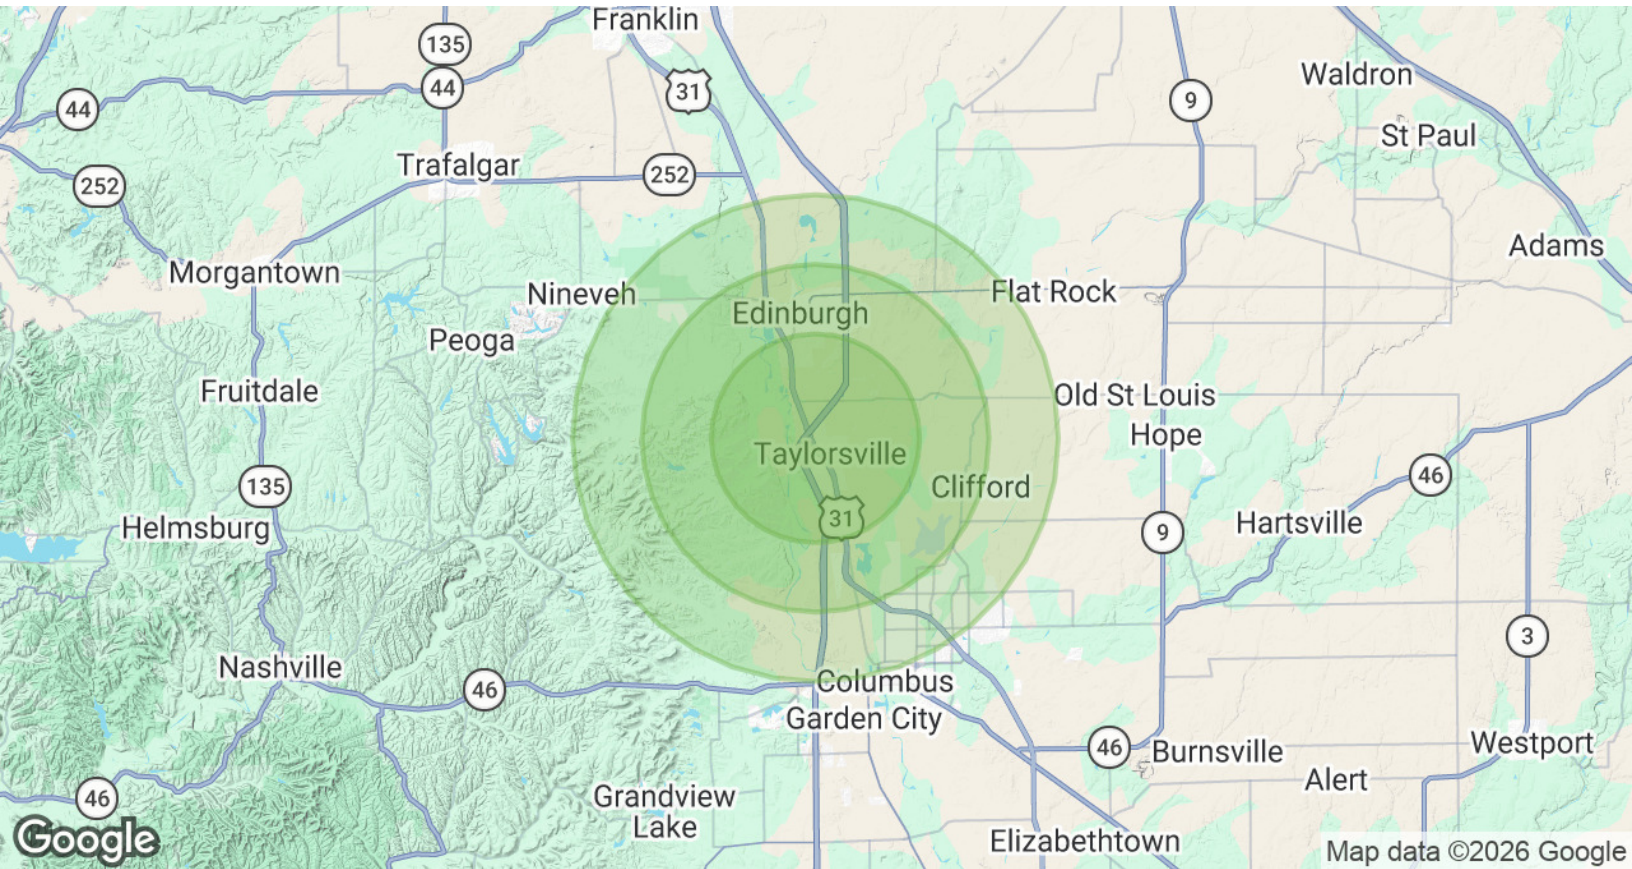 Franklin
135
44
31
Waldron
9
44
St Paul
Trafalgar
252
252
Adams
Morgantown
Nineveh
Flat Rock
Edinburgh
Peoga
Fruitdale
Old St Louis
Hope
Taylorsville
46
135
Clifford
31
Hartsville
Helmsburg
9
3
Nashville
46
Columbus
Garden City
46
Burnsville
Westport
Alert
46
Grandview
Lake
Google
Elizabethtown
Map data ©2026 Google